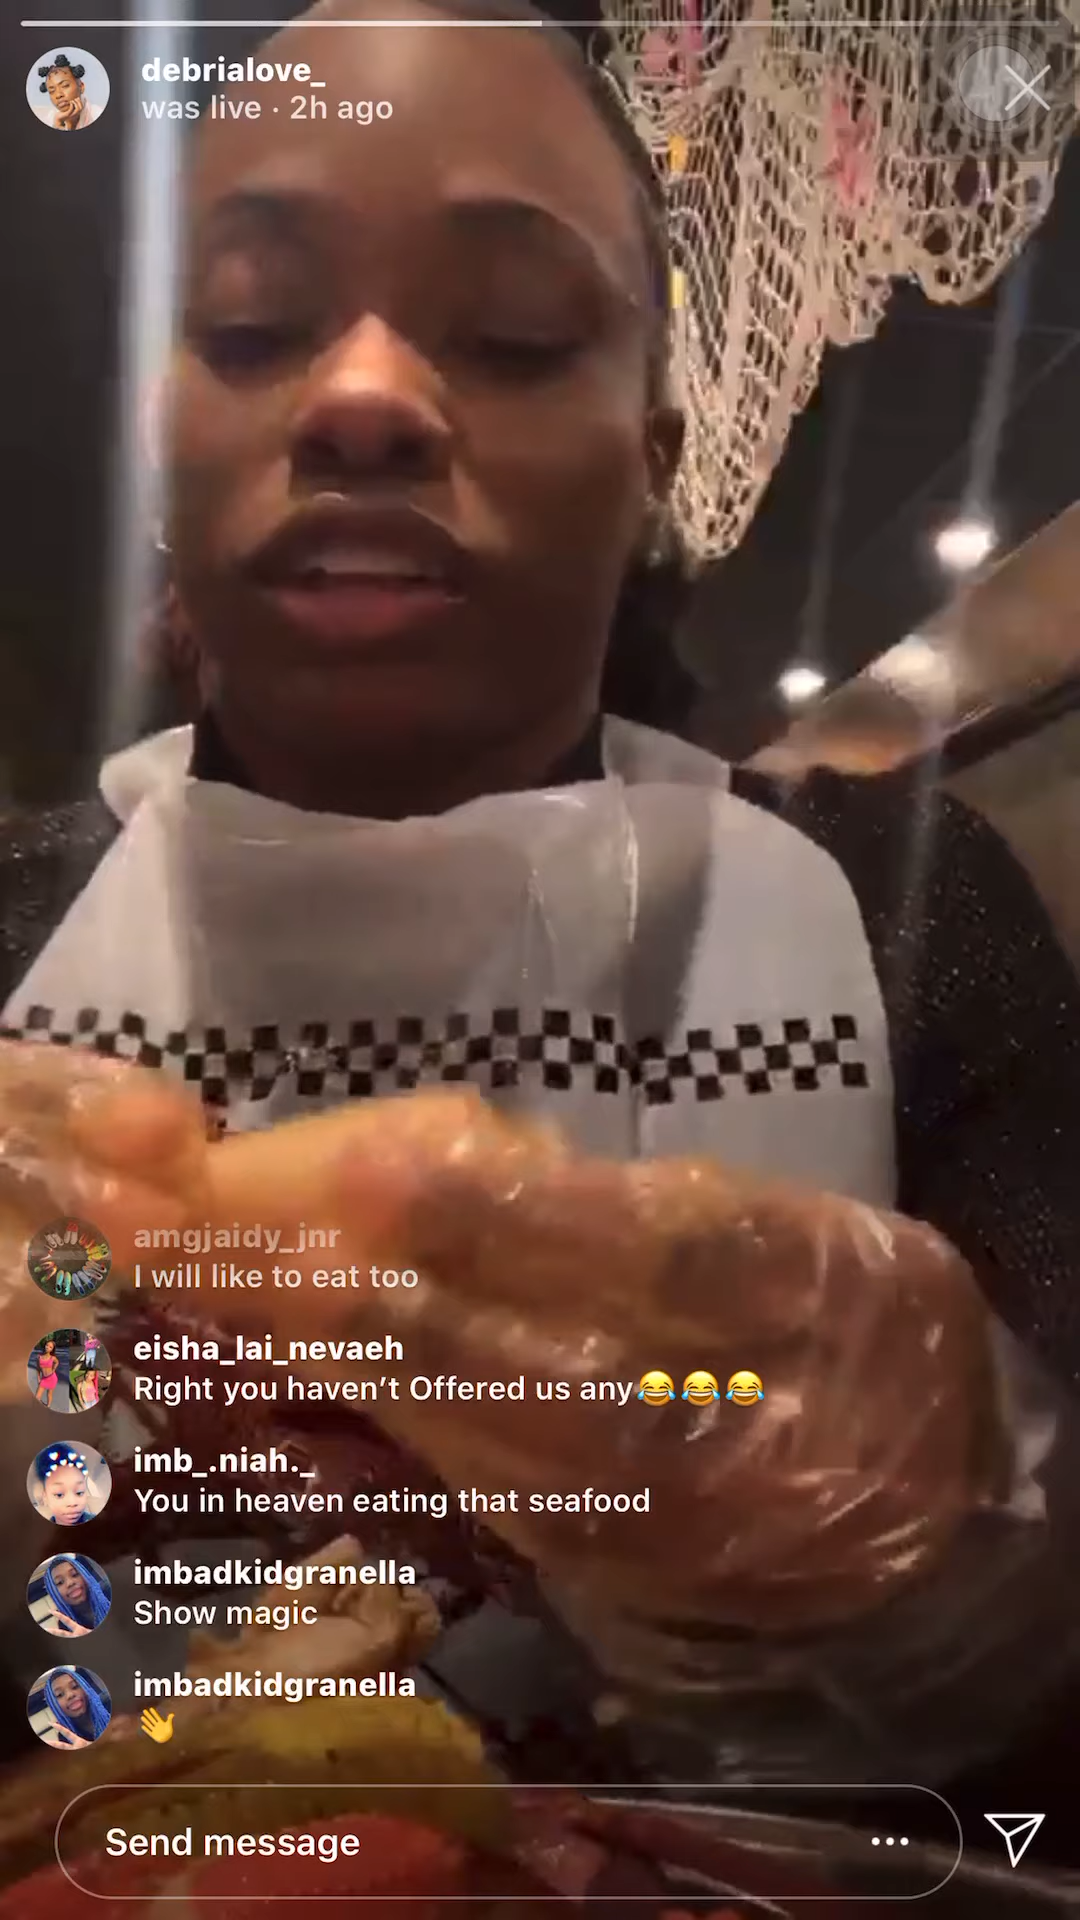 debrialove_
was live · 2h ago
amgjaidy_jnr
I will like to eat too
eisha_lai_nevaeh
Right you haven’t Offered us any😂😂😂
imb_.niah._
You in heaven eating that seafood
imbadkidgranella
Show magic
imbadkidgranella
👋
Send message